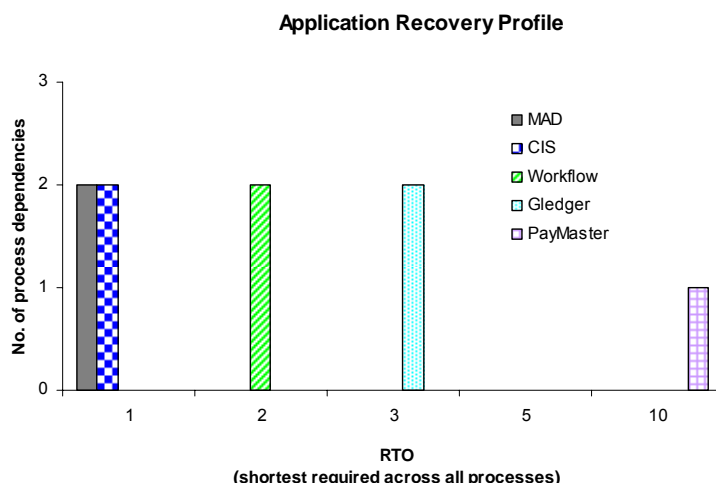 Application Recovery Profile
3
2
1
0
No. of process dependencies
MAD
CIS
Workflow
Gledger
PayMaster
1 2 3 5 10
RTO
(shortest required across all processes)